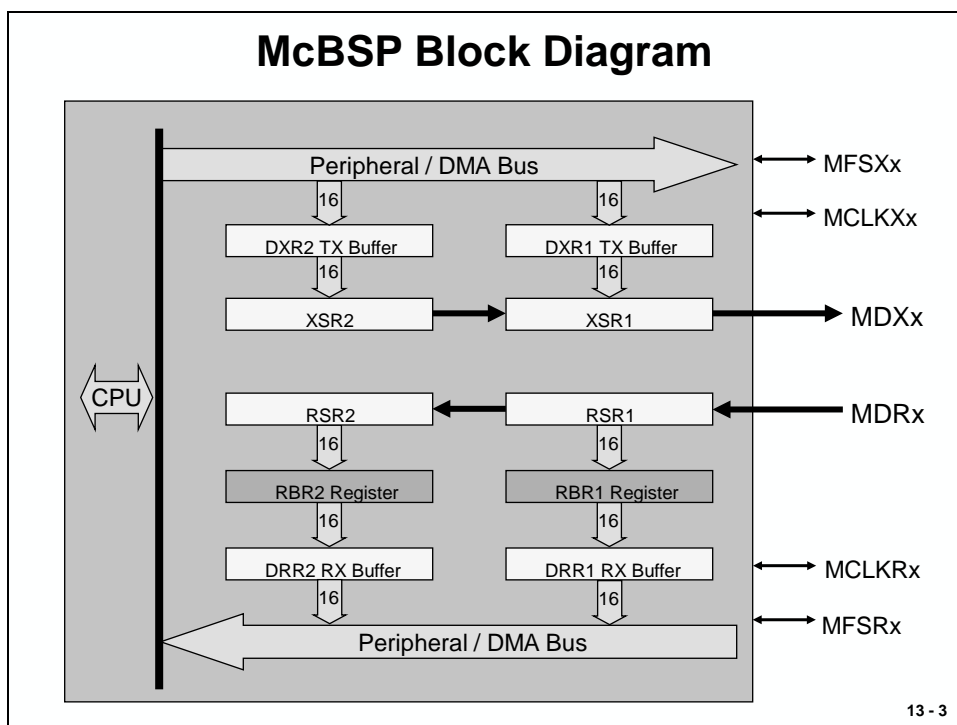 McBSP Block Diagram
Peripheral / DMA Bus
MFSXx
16
16
MCLKXx
DXR2 TX Buffer
DXR1 TX Buffer
16
16
XSR2
XSR1
MDXx
CPU
RSR2
RSR1
MDRx
16
16
RBR2 Register
RBR1 Register
16
16
DRR2 RX Buffer
DRR1 RX Buffer
MCLKRx
16
16
MFSRx
Peripheral / DMA Bus
13 - 3